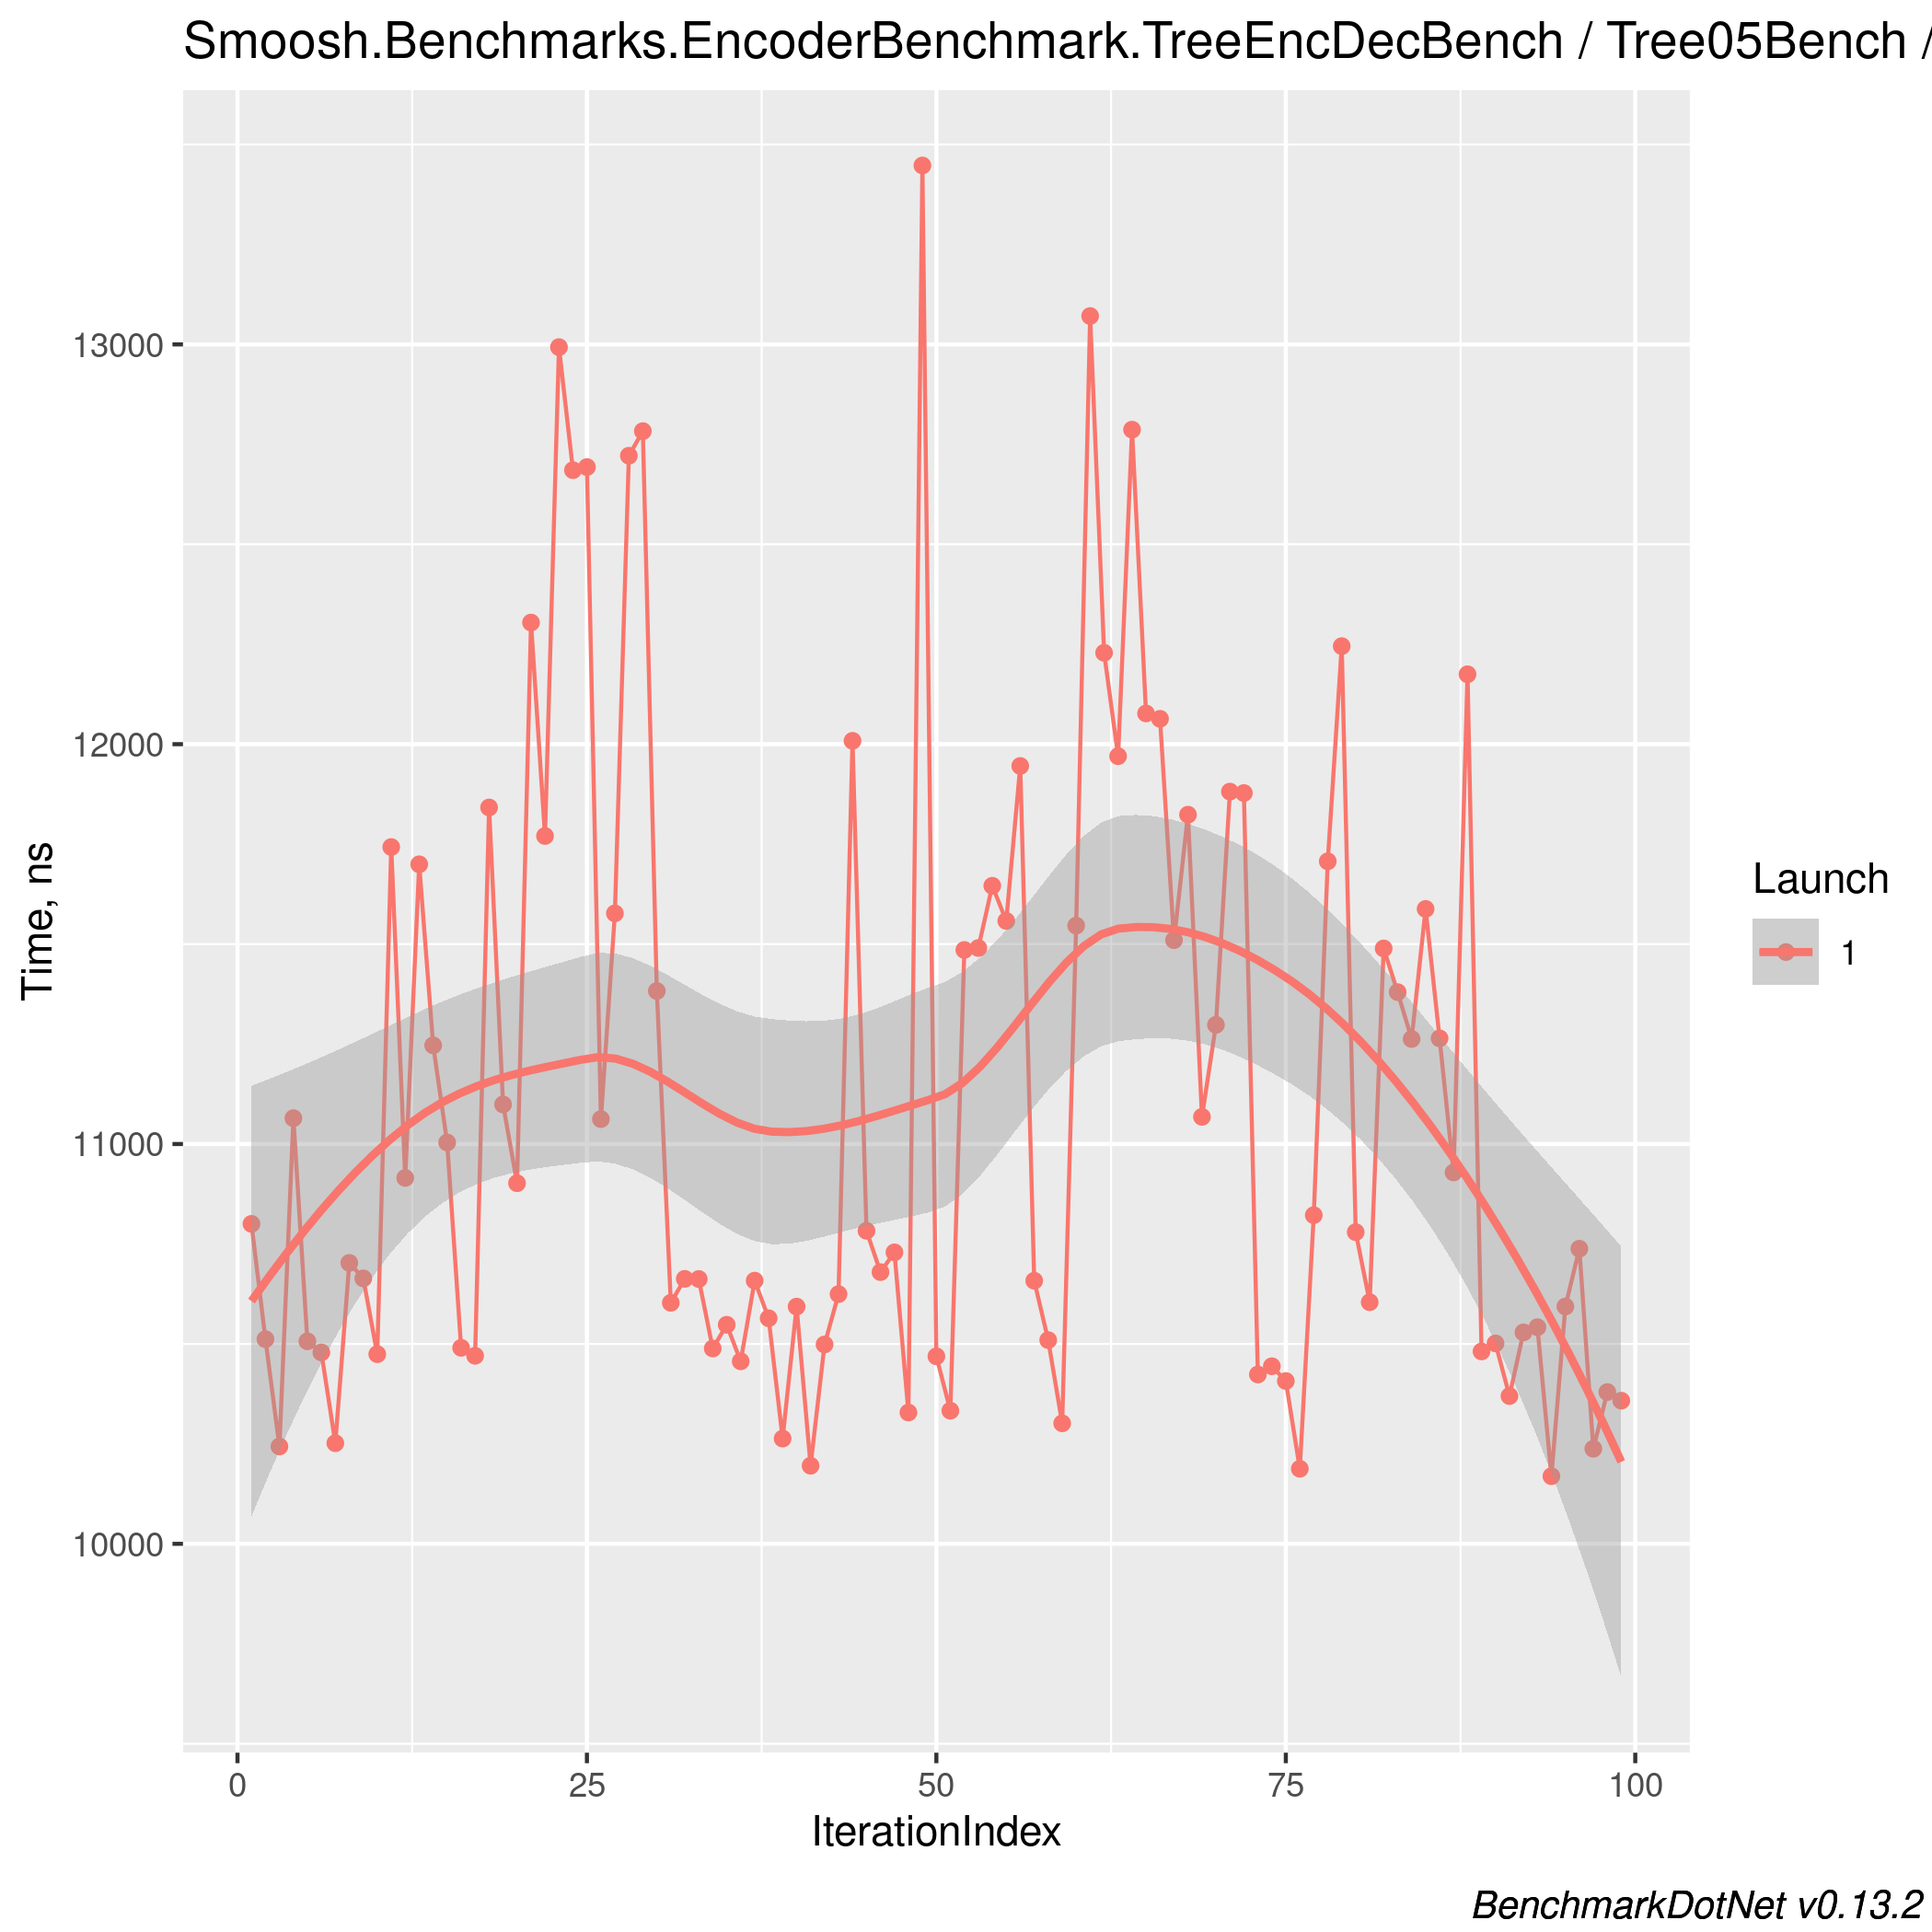 Smoosh.Benchmarks.EncoderBenchmark.TreeEncDecBench / Tree05Bench /
13000
12000
11000
10000
Time, ns
0 25 50 75 100
IterationIndex
Launch
1
BenchmarkDotNet v0.13.2